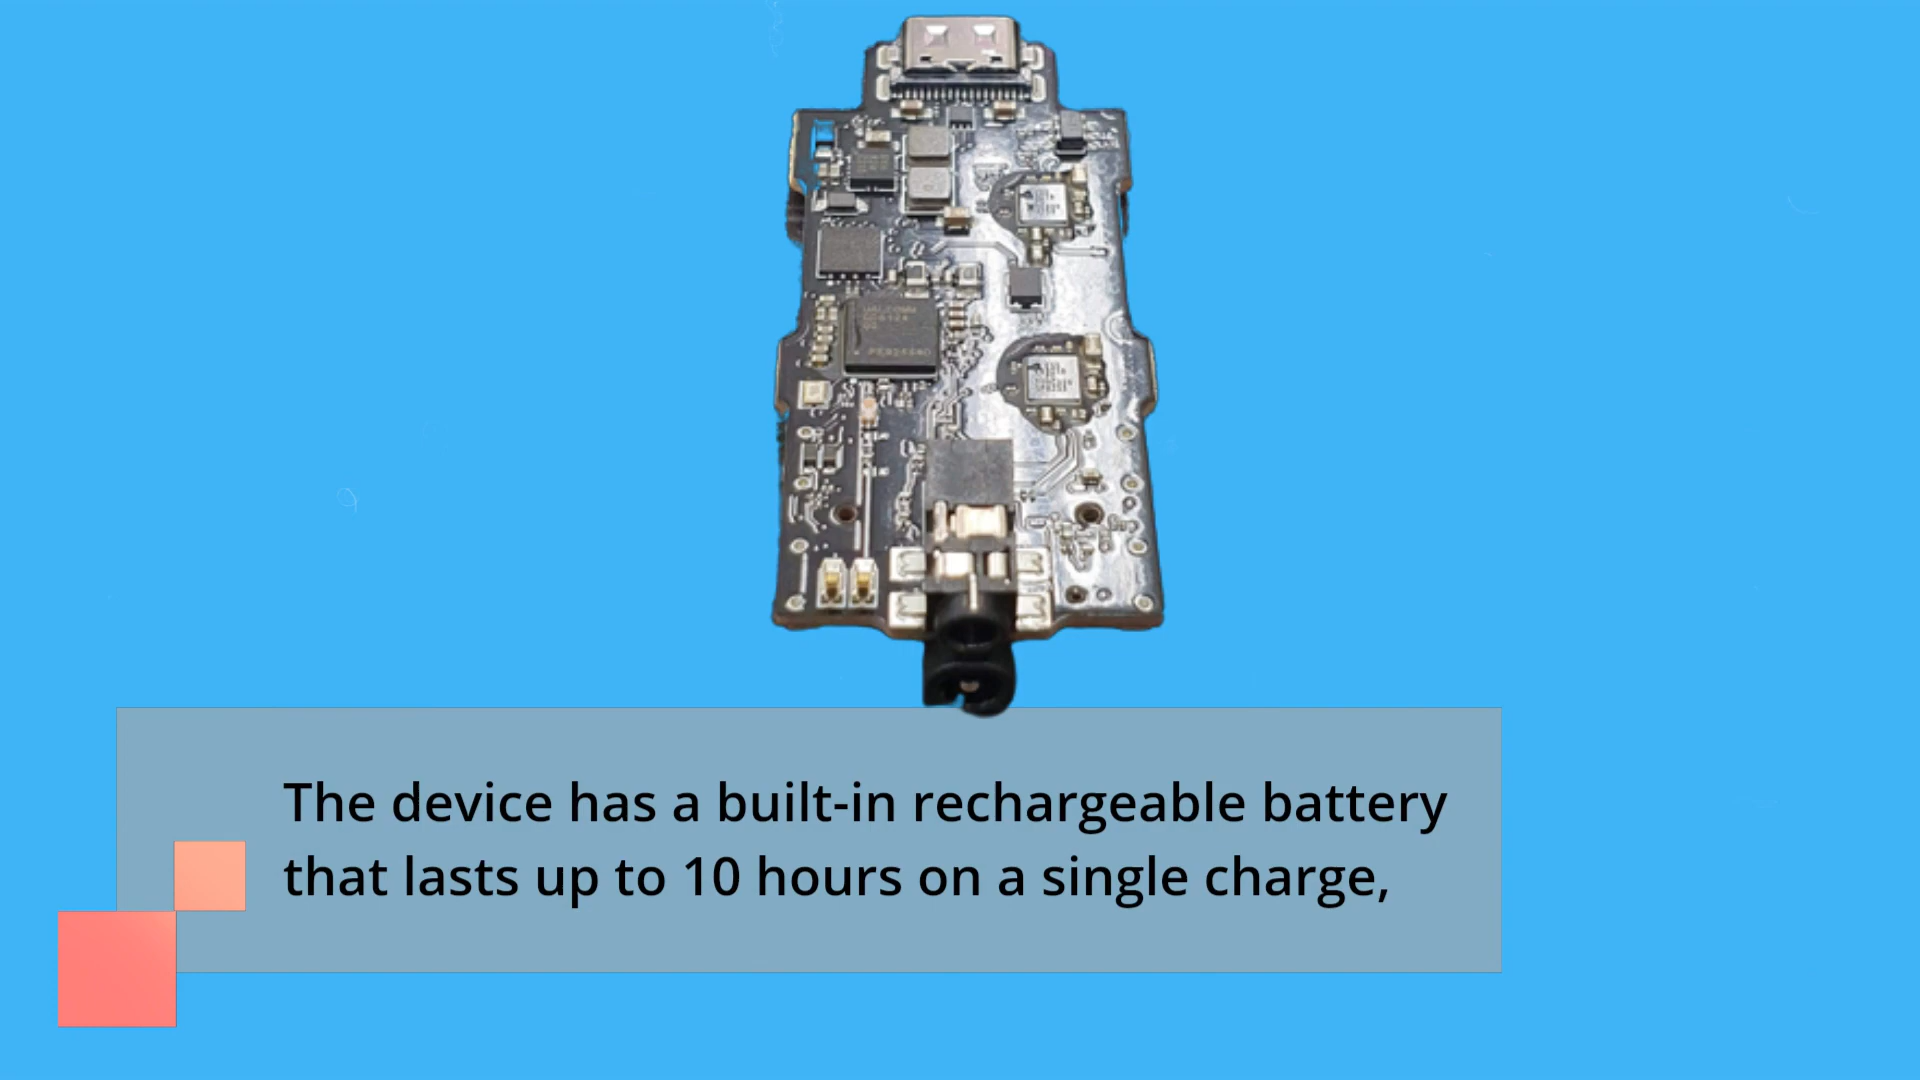 The device has a built-in rechargeable battery
that lasts up to 10 hours on a single charge,